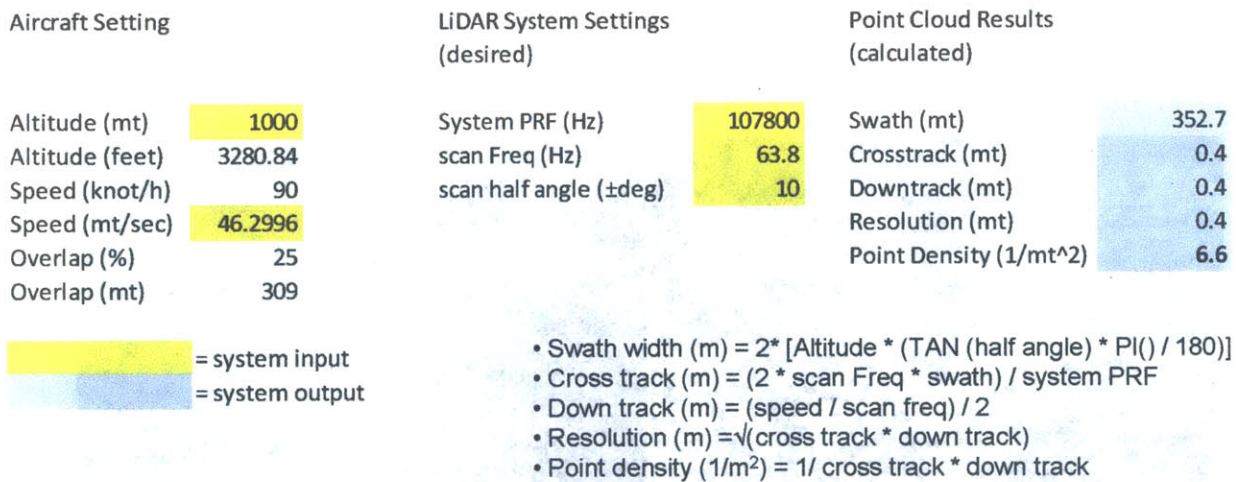 Aircraft Setting
Altitude (mt) 1000
Altitude (feet) 3280.84
Speed (knot/h) 90
Speed (mt/sec) 46.2996
Overlap (%) 25
Overlap (mt) 309
LiDAR System Settings
(desired)
System PRF (Hz) 107800
scan Freq (Hz) 63.8
scan half angle (±deg) 10
Point Cloud Results
(calculated)
Swath (mt) 352.7
Crosstrack (mt) 0.4
Downtrack (mt) 0.4
Resolution (mt) 0.4
Point Density (1/mt^2) 6.6
= system input
= system output
• Swath width (m) = 2* [Altitude * (TAN (half angle) * PI() / 180)]
• Cross track (m) = (2 * scan Freq * swath) / system PRF
• Down track (m) = (speed / scan freq) / 2
• Resolution (m) =√(cross track * down track)
• Point density (1/m²) = 1/ cross track * down track